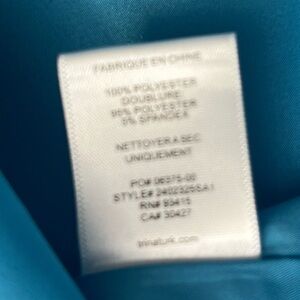 FABRIQUE EN CHINE
100% POLYESTER
DOUBLURE:
95% POLYESTER
5% SPANDEX
NETTOYER A SEC
UNIQUEMENT
PO# 06375-00
STYLE# 2402325SA1
RN# 93415
CA# 30427
trinaturk.com